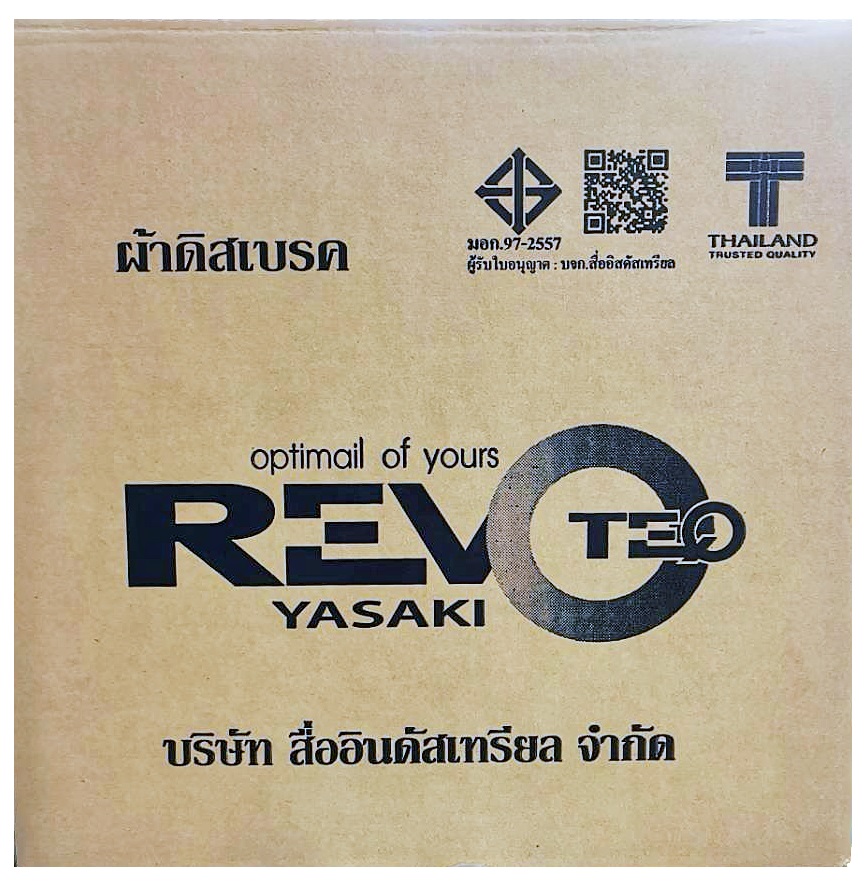 มอก.97-2557
ผู้รับใบอนุญาต : บจก.สื่ออิสดัสเทรียล
THAILAND
TRUSTED QUALITY
ผ้าดิสเบรค
optimail of yours
REVO TEQ
YASAKI
บริษัท สื่ออินดัสเทรียล จำกัด